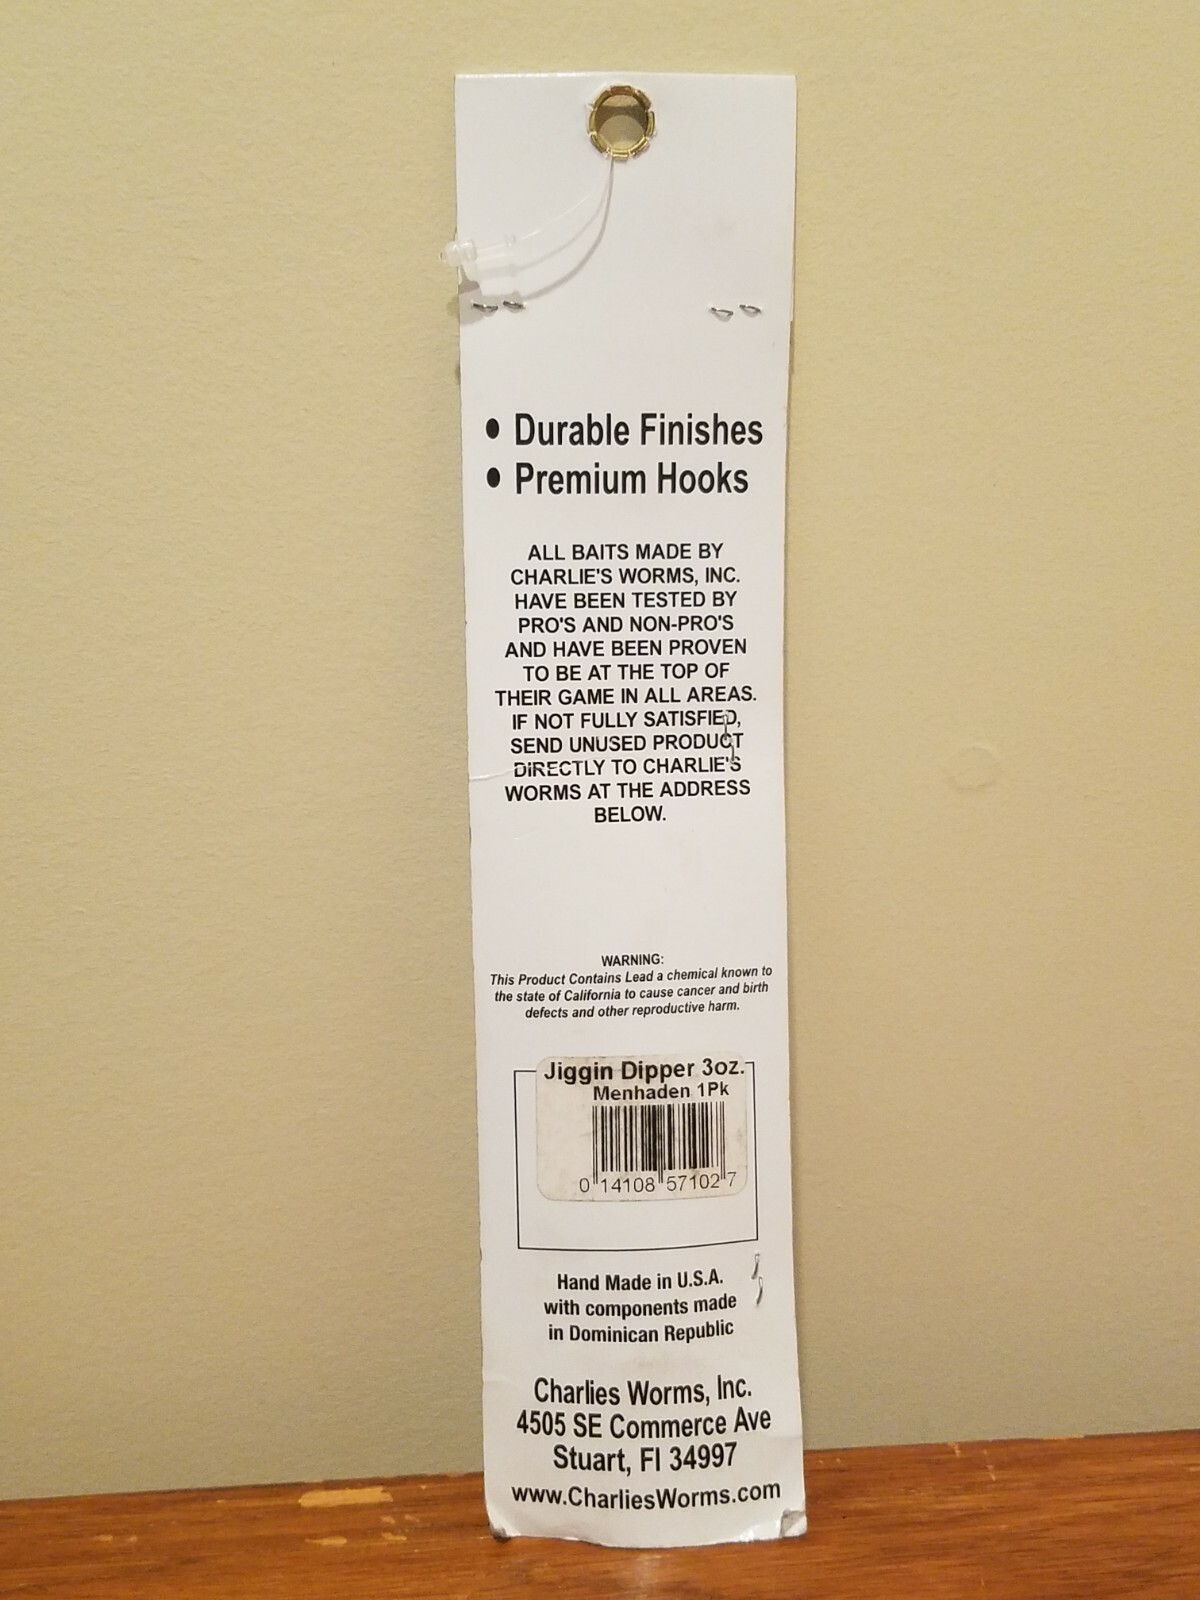 • Durable Finishes
• Premium Hooks
ALL BAITS MADE BY
CHARLIE'S WORMS, INC.
HAVE BEEN TESTED BY
PRO'S AND NON-PRO'S
AND HAVE BEEN PROVEN
TO BE AT THE TOP OF
THEIR GAME IN ALL AREAS.
IF NOT FULLY SATISFIED,
SEND UNUSED PRODUCT
DIRECTLY TO CHARLIE'S
WORMS AT THE ADDRESS
BELOW.
WARNING:
This Product Contains Lead a chemical known to
the state of California to cause cancer and birth
defects and other reproductive harm.
Jiggin Dipper 3oz.
Menhaden 1Pk
0 14108 57102 7
Hand Made in U.S.A.
with components made
in Dominican Republic
Charlies Worms, Inc.
4505 SE Commerce Ave
Stuart, Fl 34997
www.CharliesWorms.com